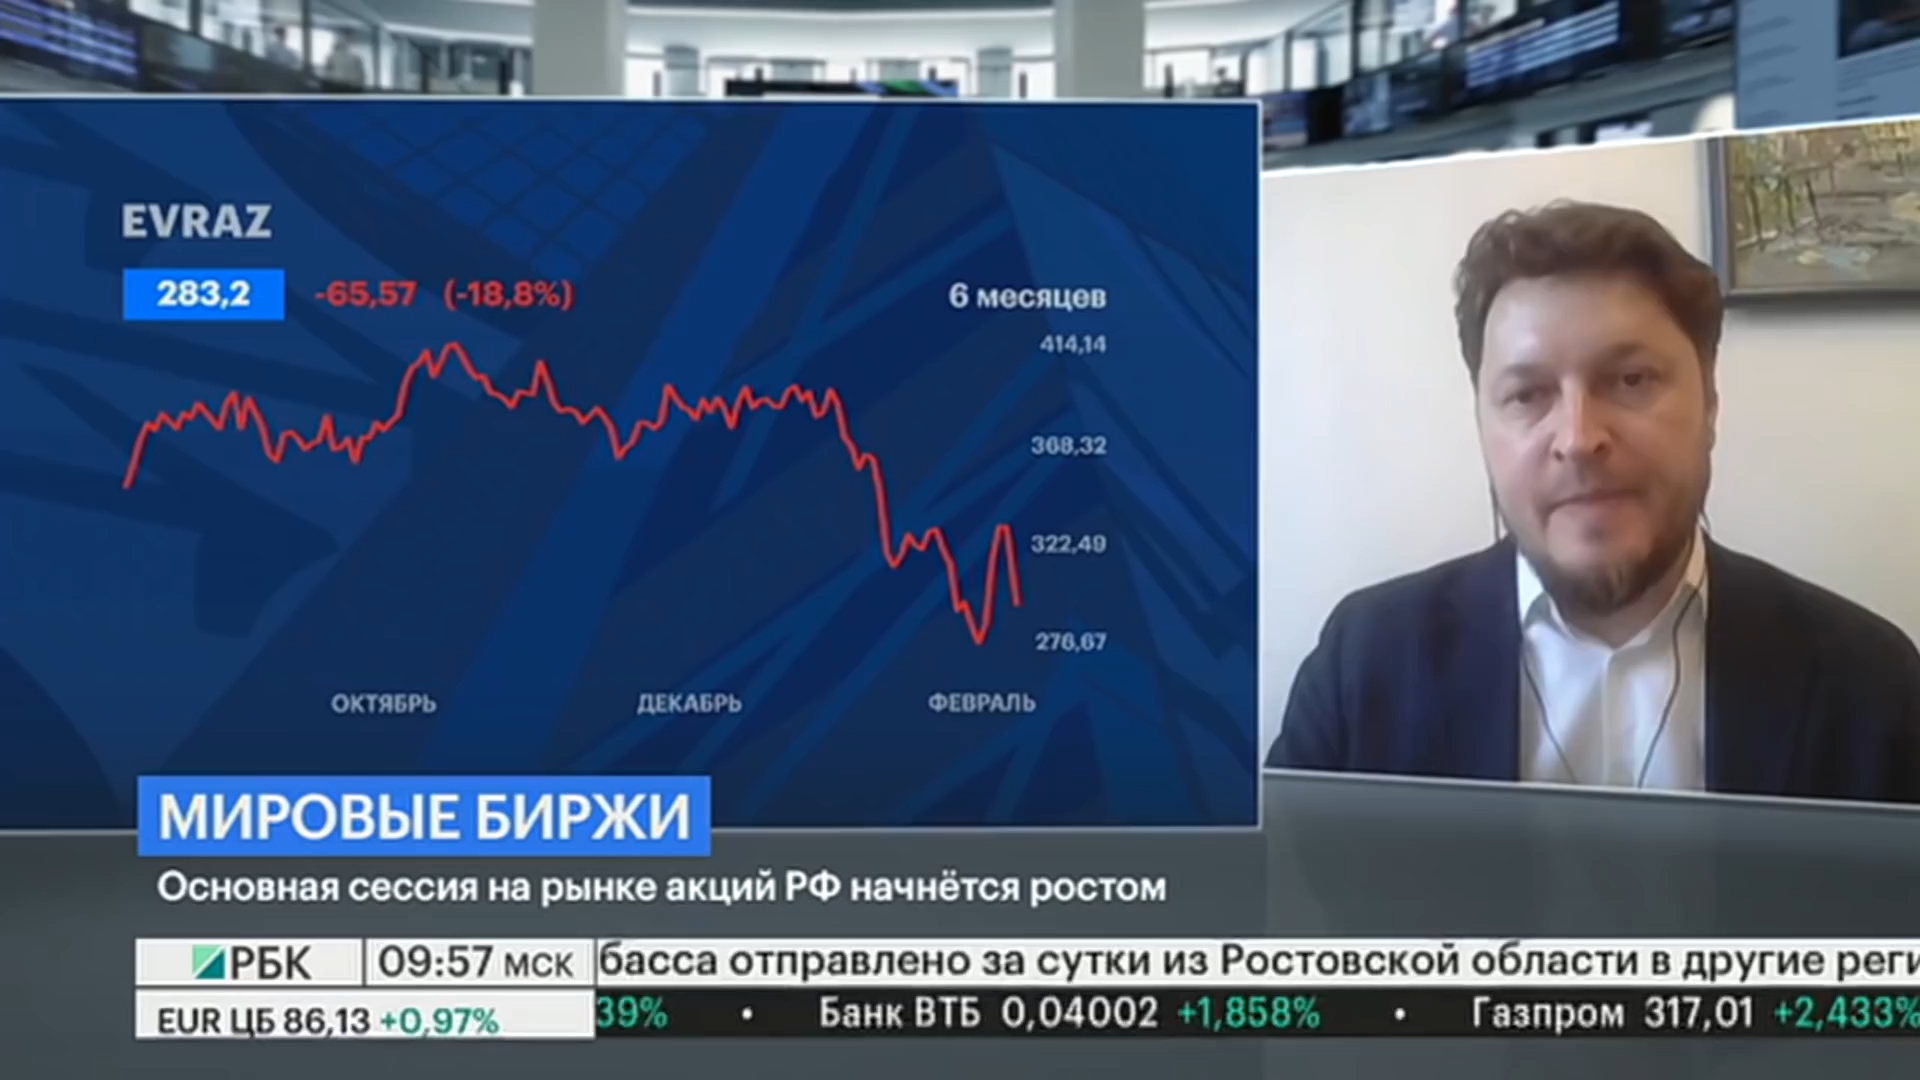 EVRAZ
283,2 -65,57 (-18,8%)
6 месяцев
414,14
368,32
322,49
276,67
ОКТЯБРЬ ДЕКАБРЬ ФЕВРАЛЬ
МИРОВЫЕ БИРЖИ
Основная сессия на рынке акций РФ начнётся ростом
РБК 09:57 МСК басса отправлено за сутки из Ростовской области в другие реги
EUR ЦБ 86,13 +0,97% 39% • Банк ВТБ 0,04002 +1,858% • Газпром 317,01 +2,433%